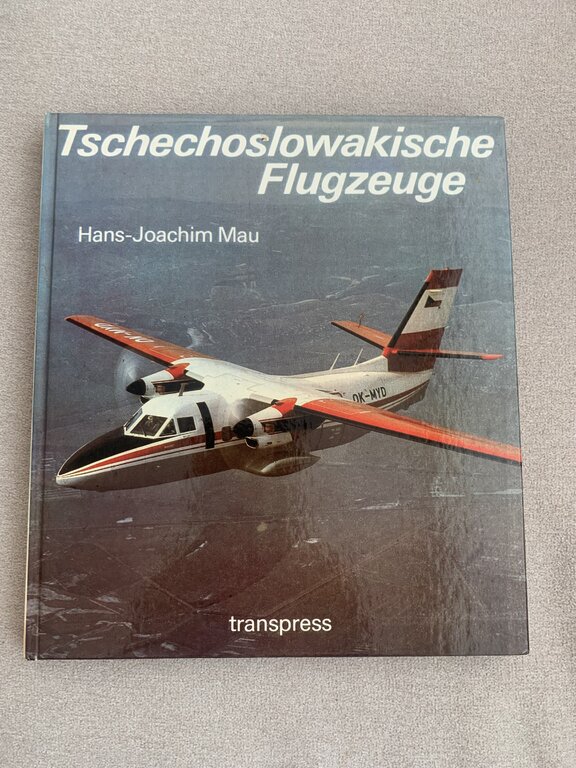 Tschechoslowakische
Flugzeuge
Hans-Joachim Mau
OK-MYD
transpress